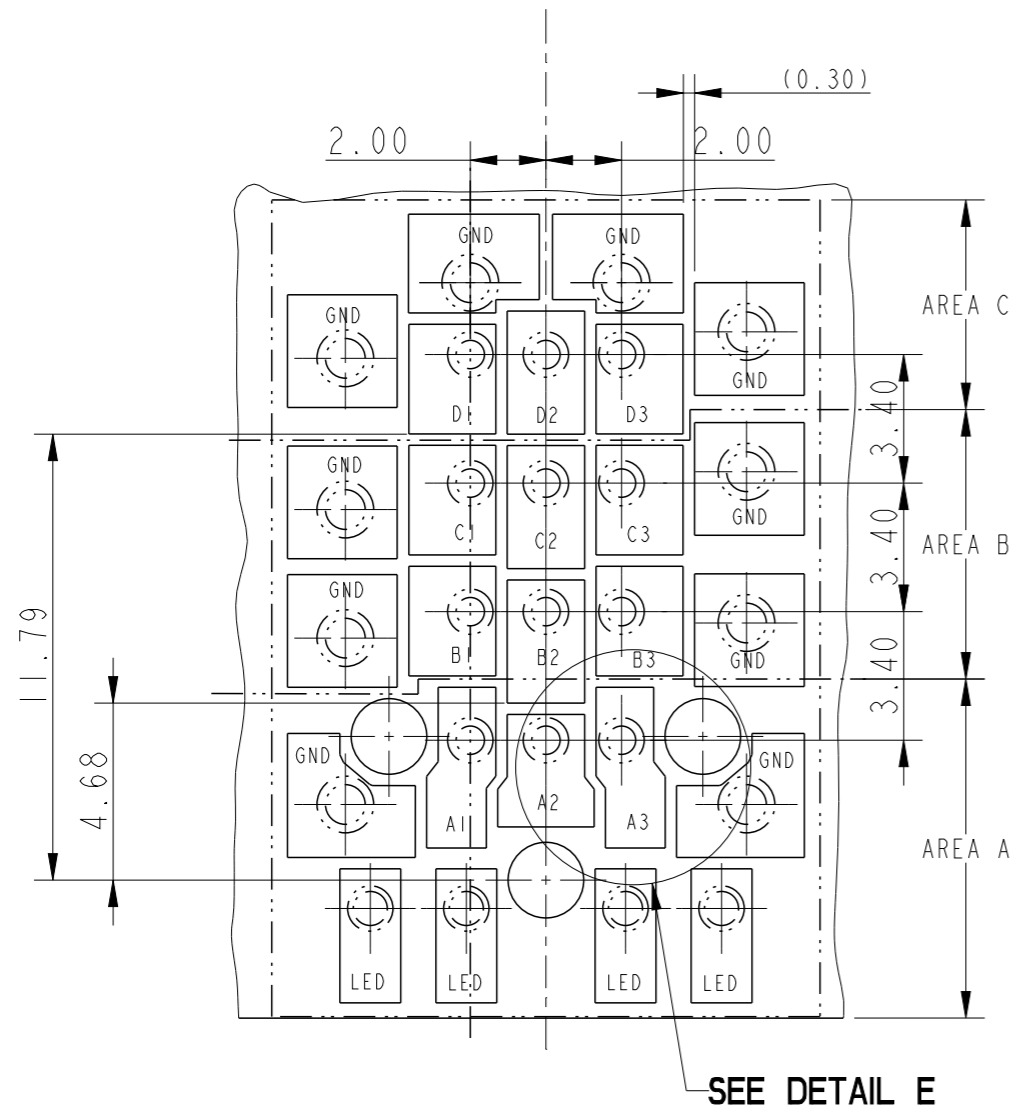 (0.30)
2.00
2.00
GND
GND
AREA C
GND
GND
D1
D2
D3
3.40
GND
GND
C1
C2
C3
3.40
AREA B
GND
11.79
B1
B2
B3
GND
3.40
GND
GND
4.68
A1
A2
A3
AREA A
LED
LED
LED
LED
SEE DETAIL E